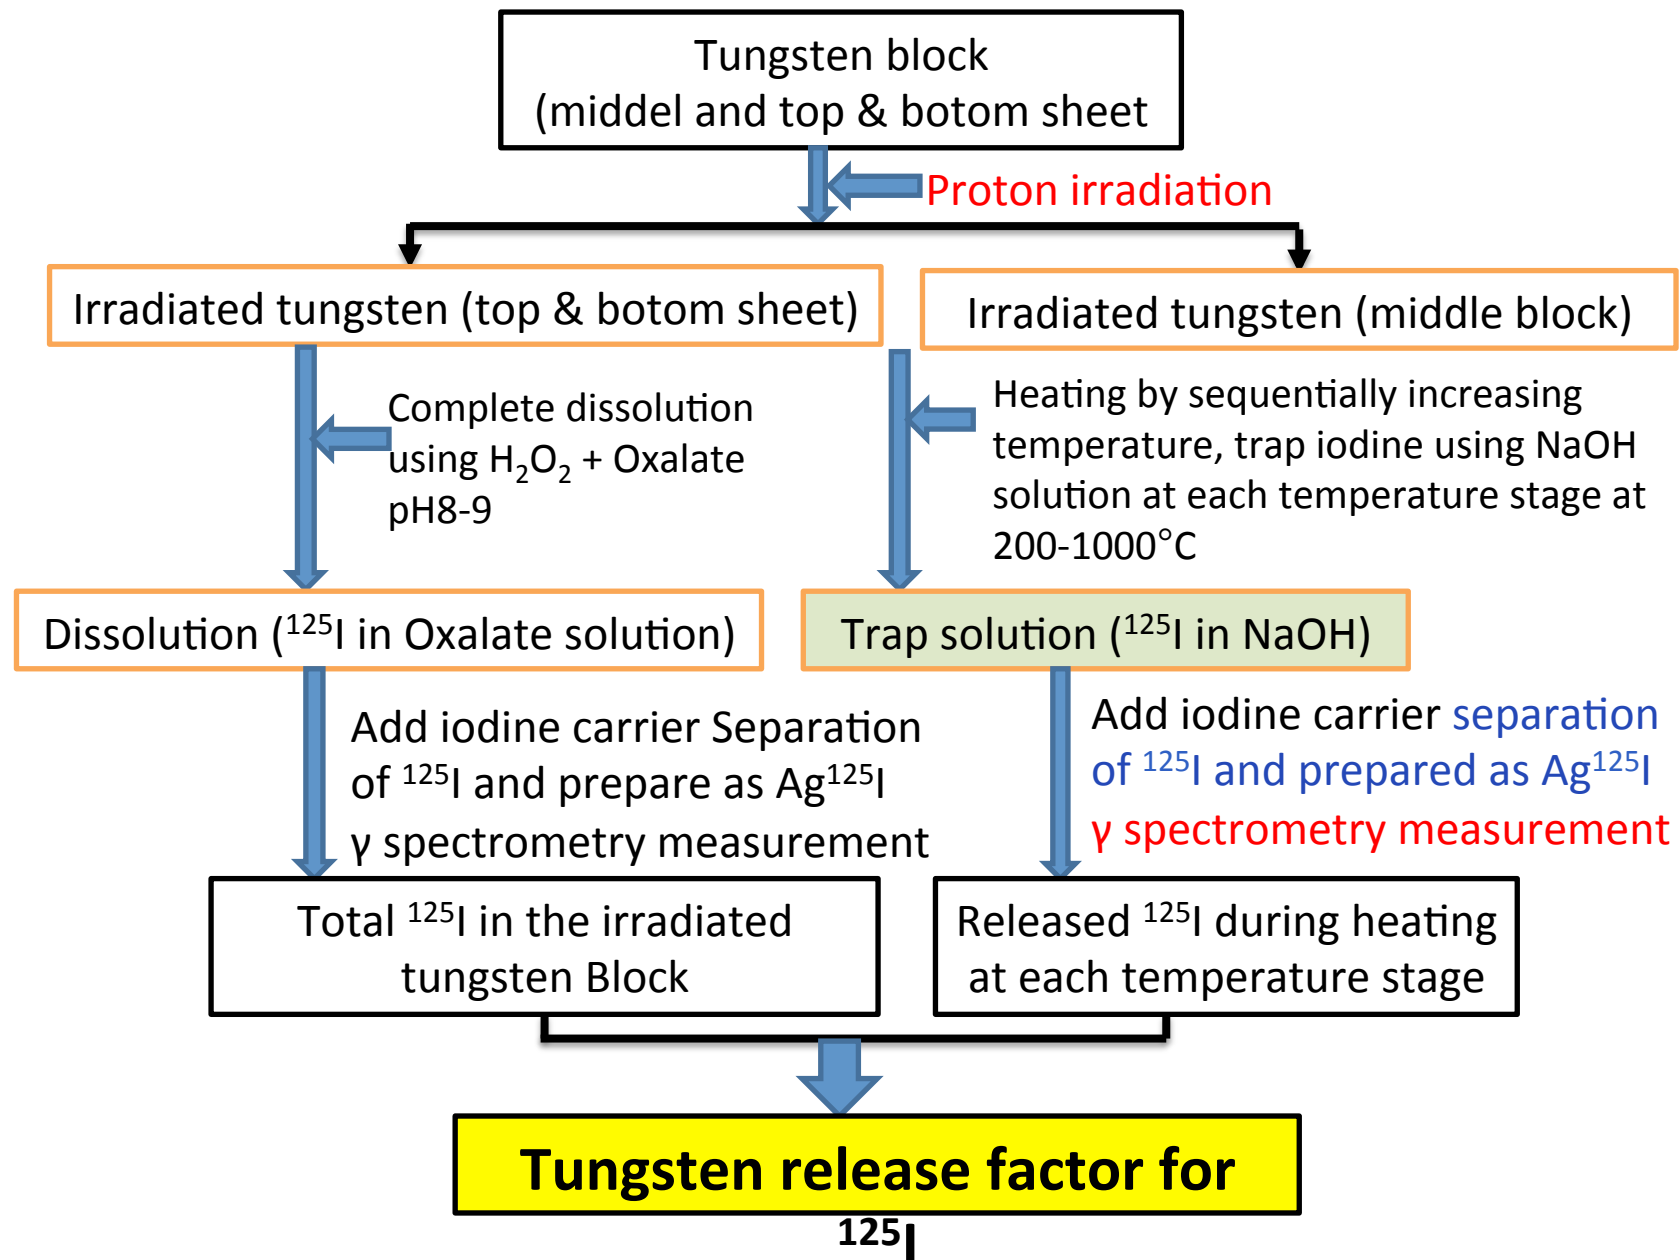 Tungsten block
(middel and top & botom sheet
Proton irradiation
Irradiated tungsten (top & botom sheet)
Irradiated tungsten (middle block)
Complete dissolution
using H₂O₂ + Oxalate
pH8-9
Heating by sequentially increasing
temperature, trap iodine using NaOH
solution at each temperature stage at
200-1000°C
Dissolution (¹²⁵I in Oxalate solution)
Trap solution (¹²⁵I in NaOH)
Add iodine carrier Separation
of ¹²⁵I and prepare as Ag¹²⁵I
γ spectrometry measurement
Add iodine carrier separation
of ¹²⁵I and prepared as Ag¹²⁵I
γ spectrometry measurement
Total ¹²⁵I in the irradiated
tungsten Block
Released ¹²⁵I during heating
at each temperature stage
Tungsten release factor for
¹²⁵I